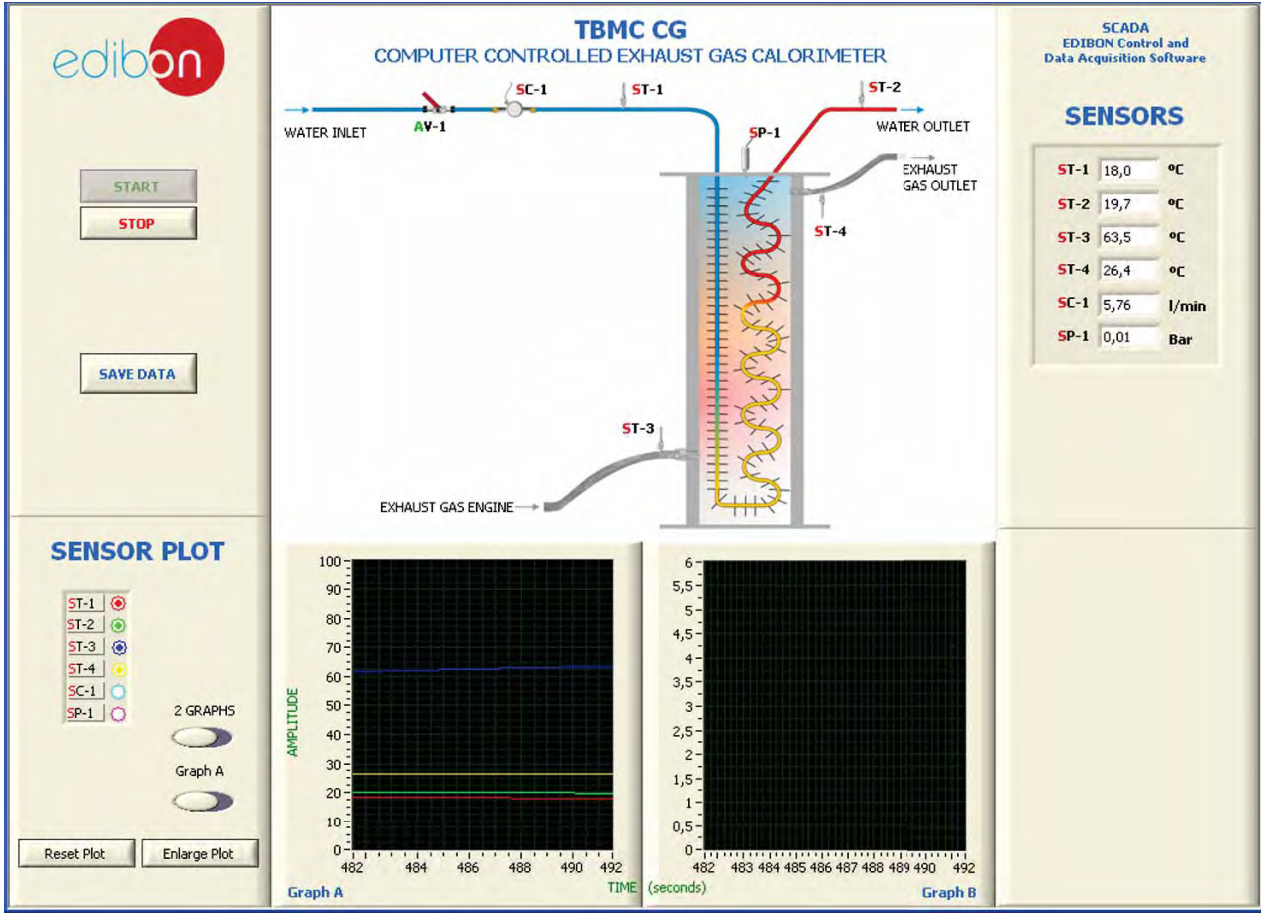 edibon
START
STOP
SAVE DATA
TBMC CG
COMPUTER CONTROLLED EXHAUST GAS CALORIMETER
WATER INLET
AV-1
SC-1
ST-1
ST-2
WATER OUTLET
SP-1
EXHAUST
GAS OUTLET
ST-4
ST-3
EXHAUST GAS ENGINE
SCADA
EDIBON Control and
Data Acquisition Software
SENSORS
ST-1 18,0 ºC
ST-2 19,7 ºC
ST-3 63,5 ºC
ST-4 26,4 ºC
SC-1 5,76 l/min
SP-1 0,01 Bar
SENSOR PLOT
ST-1
ST-2
ST-3
ST-4
SC-1
SP-1
2 GRAPHS
Graph A
Reset Plot
Enlarge Plot
AMPLITUDE
100
90
80
70
60
50
40
30
20
10
0
482 484 486 488 490 492
Graph A
TIME (seconds)
6
5,5
5
4,5
4
3,5
3
2,5
2
1,5
1
0,5
0
482 483 484 485 486 487 488 489 490 492
Graph B